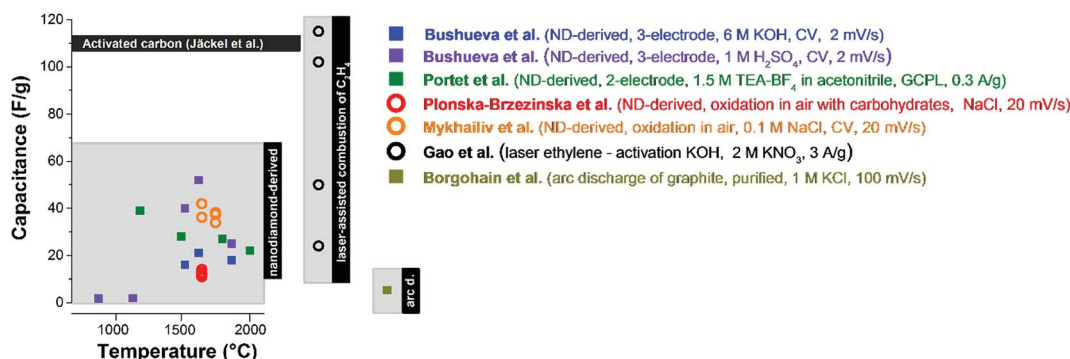 120
100
80
60
40
20
0
Capacitance (F/g)
1000
1500
2000
Temperature (°C)
Activated carbon (Jäckel et al.)
nanodiamond-derived
laser-assisted combustion of C₂H₄
arc d.
Bushueva et al. (ND-derived, 3-electrode, 6 M KOH, CV, 2 mV/s)
Bushueva et al. (ND-derived, 3-electrode, 1 M H₂SO₄, CV, 2 mV/s)
Portet et al. (ND-derived, 2-electrode, 1.5 M TEA-BF₄ in acetonitrile, GCPL, 0.3 A/g)
Plonska-Brzezinska et al. (ND-derived, oxidation in air with carbohydrates, NaCl, 20 mV/s)
Mykhailiv et al. (ND-derived, oxidation in air, 0.1 M NaCl, CV, 20 mV/s)
Gao et al. (laser ethylene - activation KOH, 2 M KNO₃, 3 A/g)
Borgohain et al. (arc discharge of graphite, purified, 1 M KCl, 100 mV/s)